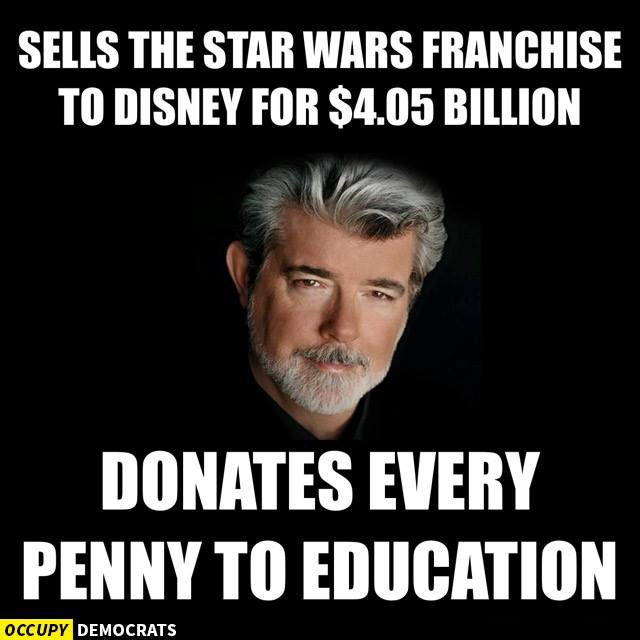 SELLS THE STAR WARS FRANCHISE
TO DISNEY FOR $4.05 BILLION
DONATES EVERY
PENNY TO EDUCATION
OCCUPY DEMOCRATS